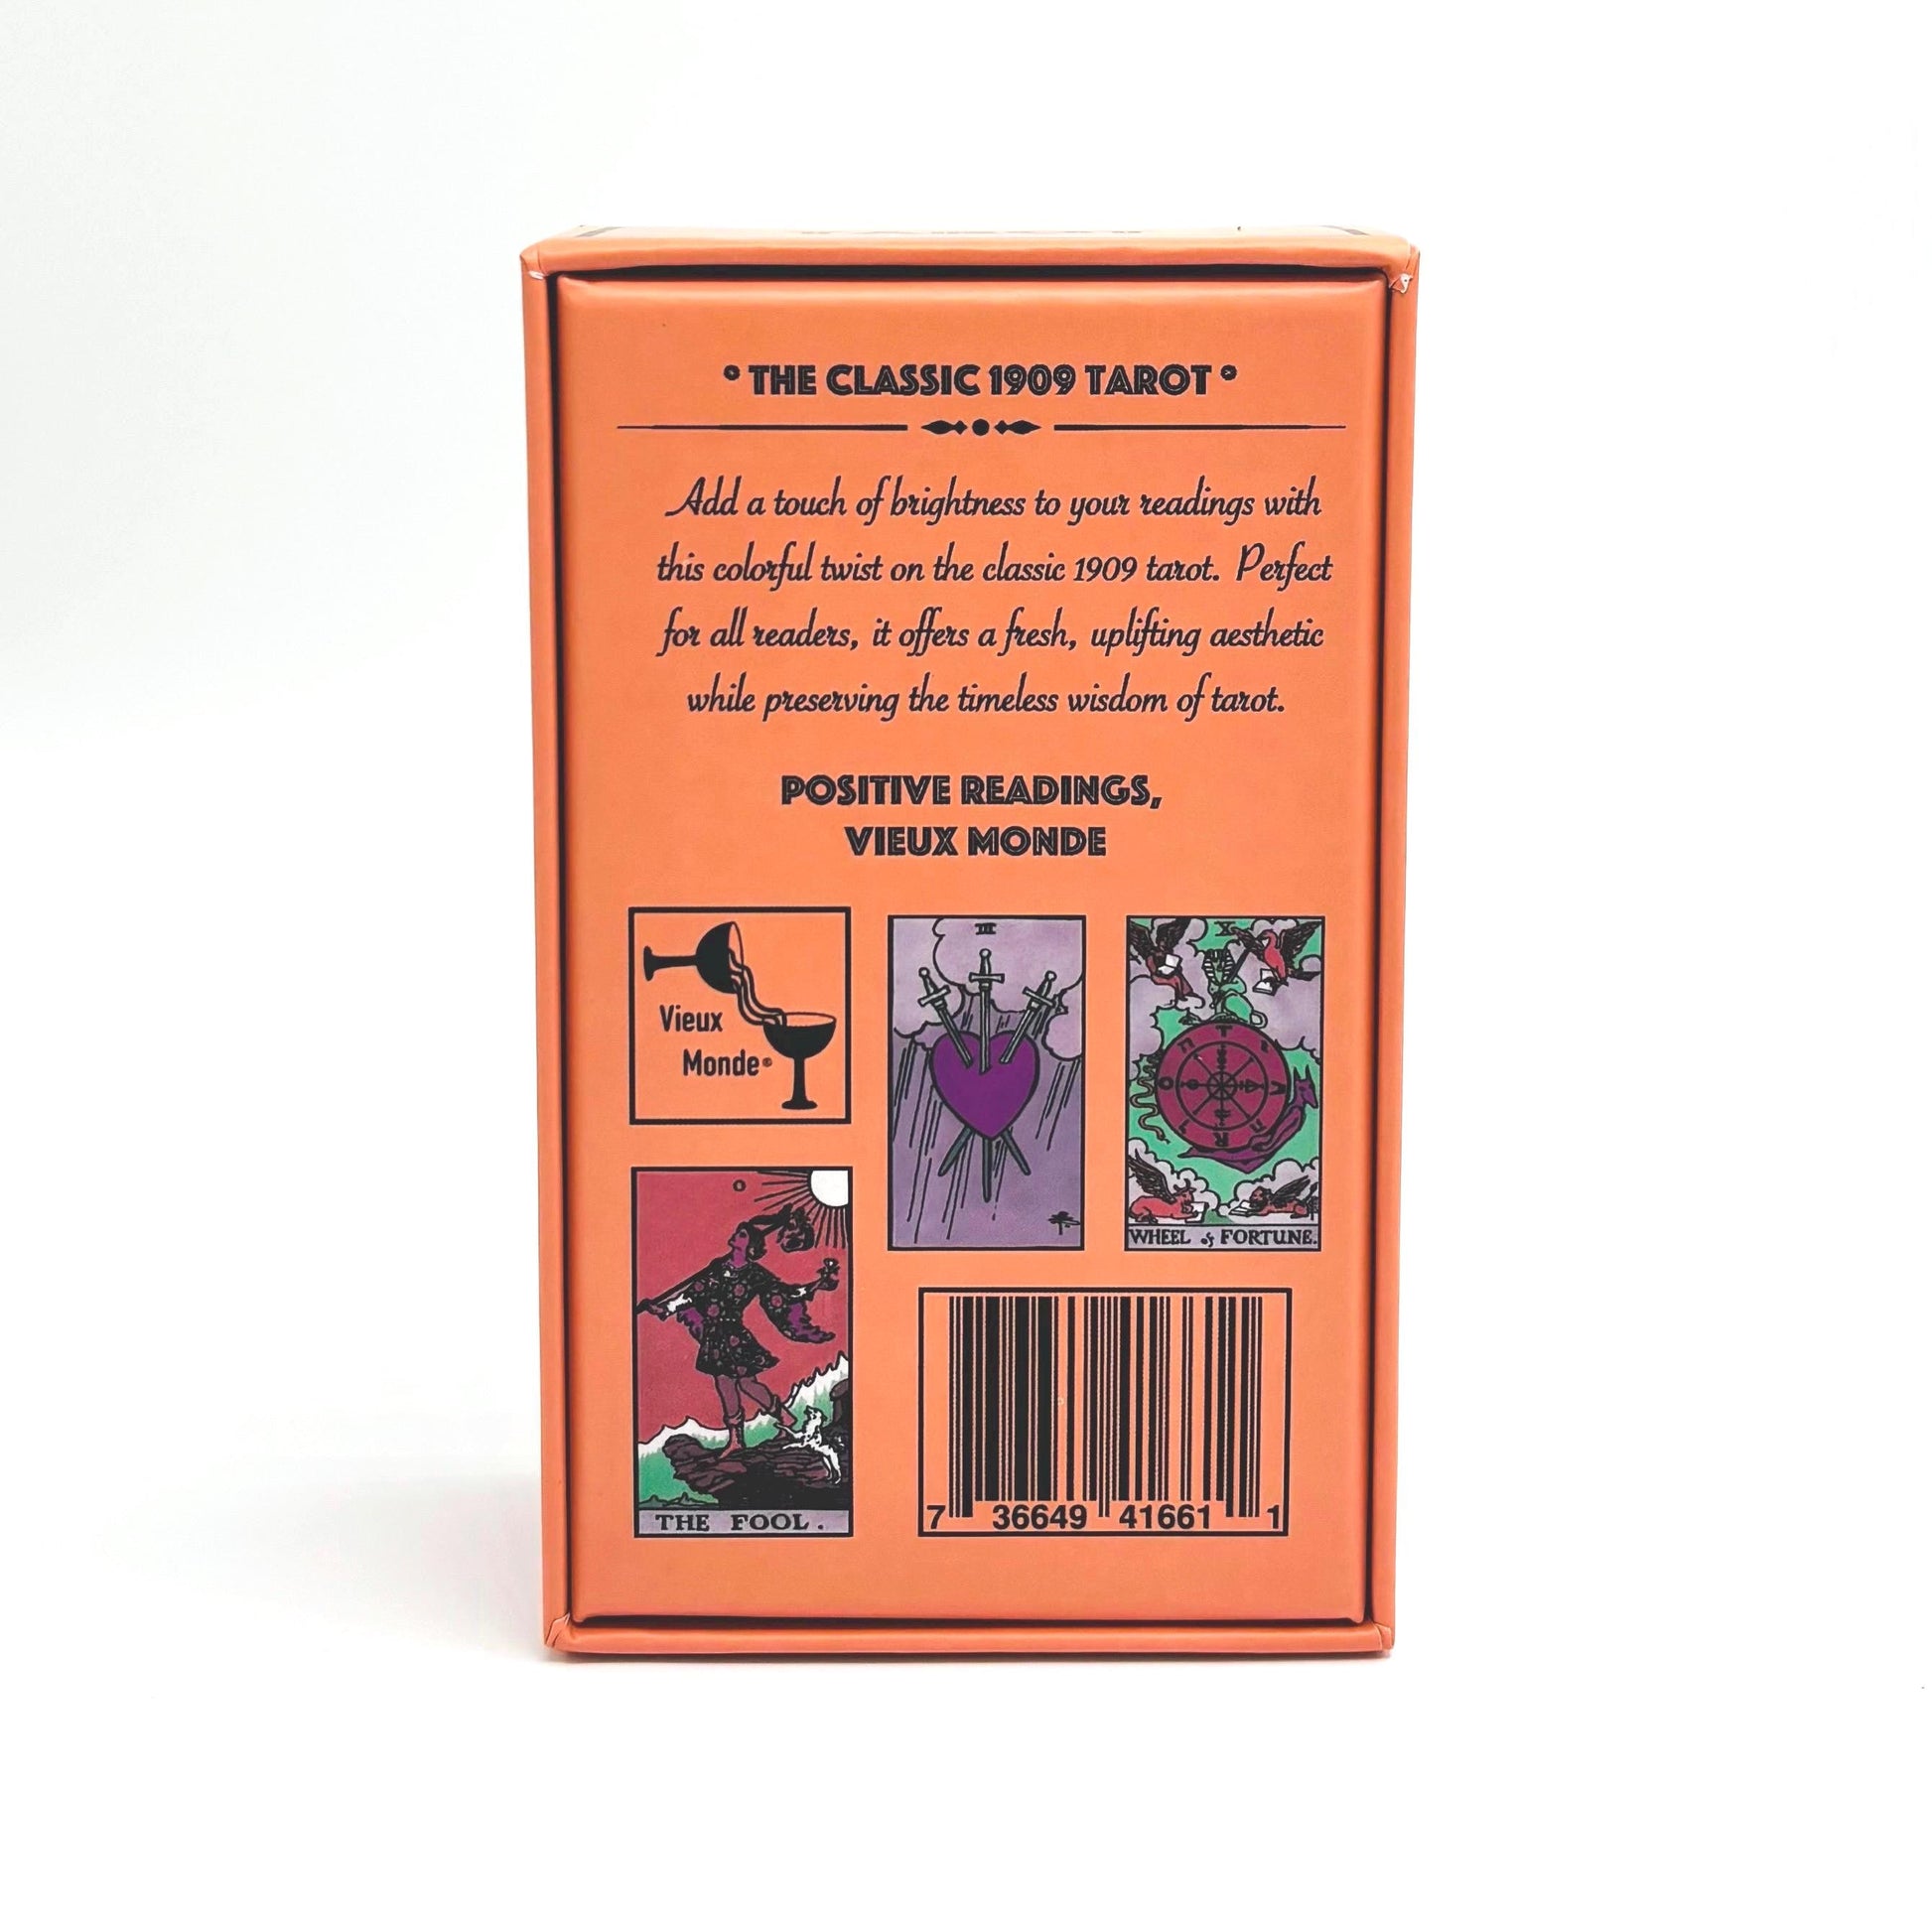 ° THE CLASSIC 1909 TAROT °
Add a touch of brightness to your readings with
this colorful twist on the classic 1909 tarot. Perfect
for all readers, it offers a fresh, uplifting aesthetic
while preserving the timeless wisdom of tarot.
POSITIVE READINGS,
VIEUX MONDE
Vieux
Monde®
III
X
T A R O
WHEEL of FORTUNE.
0
THE FOOL.
7 36649 41661 1